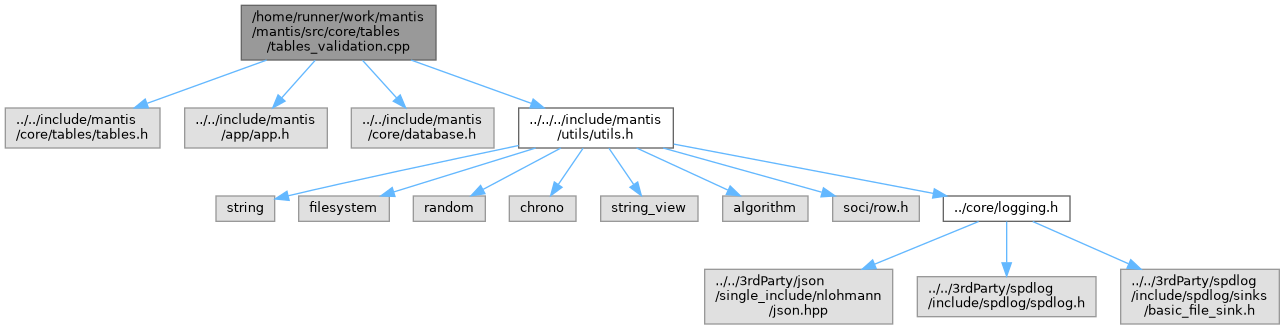 /home/runner/work/mantis
/mantis/src/core/tables
/tables_validation.cpp
../../include/mantis
/core/tables/tables.h
../../include/mantis
/app/app.h
../../include/mantis
/core/database.h
../../../include/mantis
/utils/utils.h
string
filesystem
random
chrono
string_view
algorithm
soci/row.h
../core/logging.h
../../3rdParty/json
/single_include/nlohmann
/json.hpp
../../3rdParty/spdlog
/include/spdlog/spdlog.h
../../3rdParty/spdlog
/include/spdlog/sinks
/basic_file_sink.h